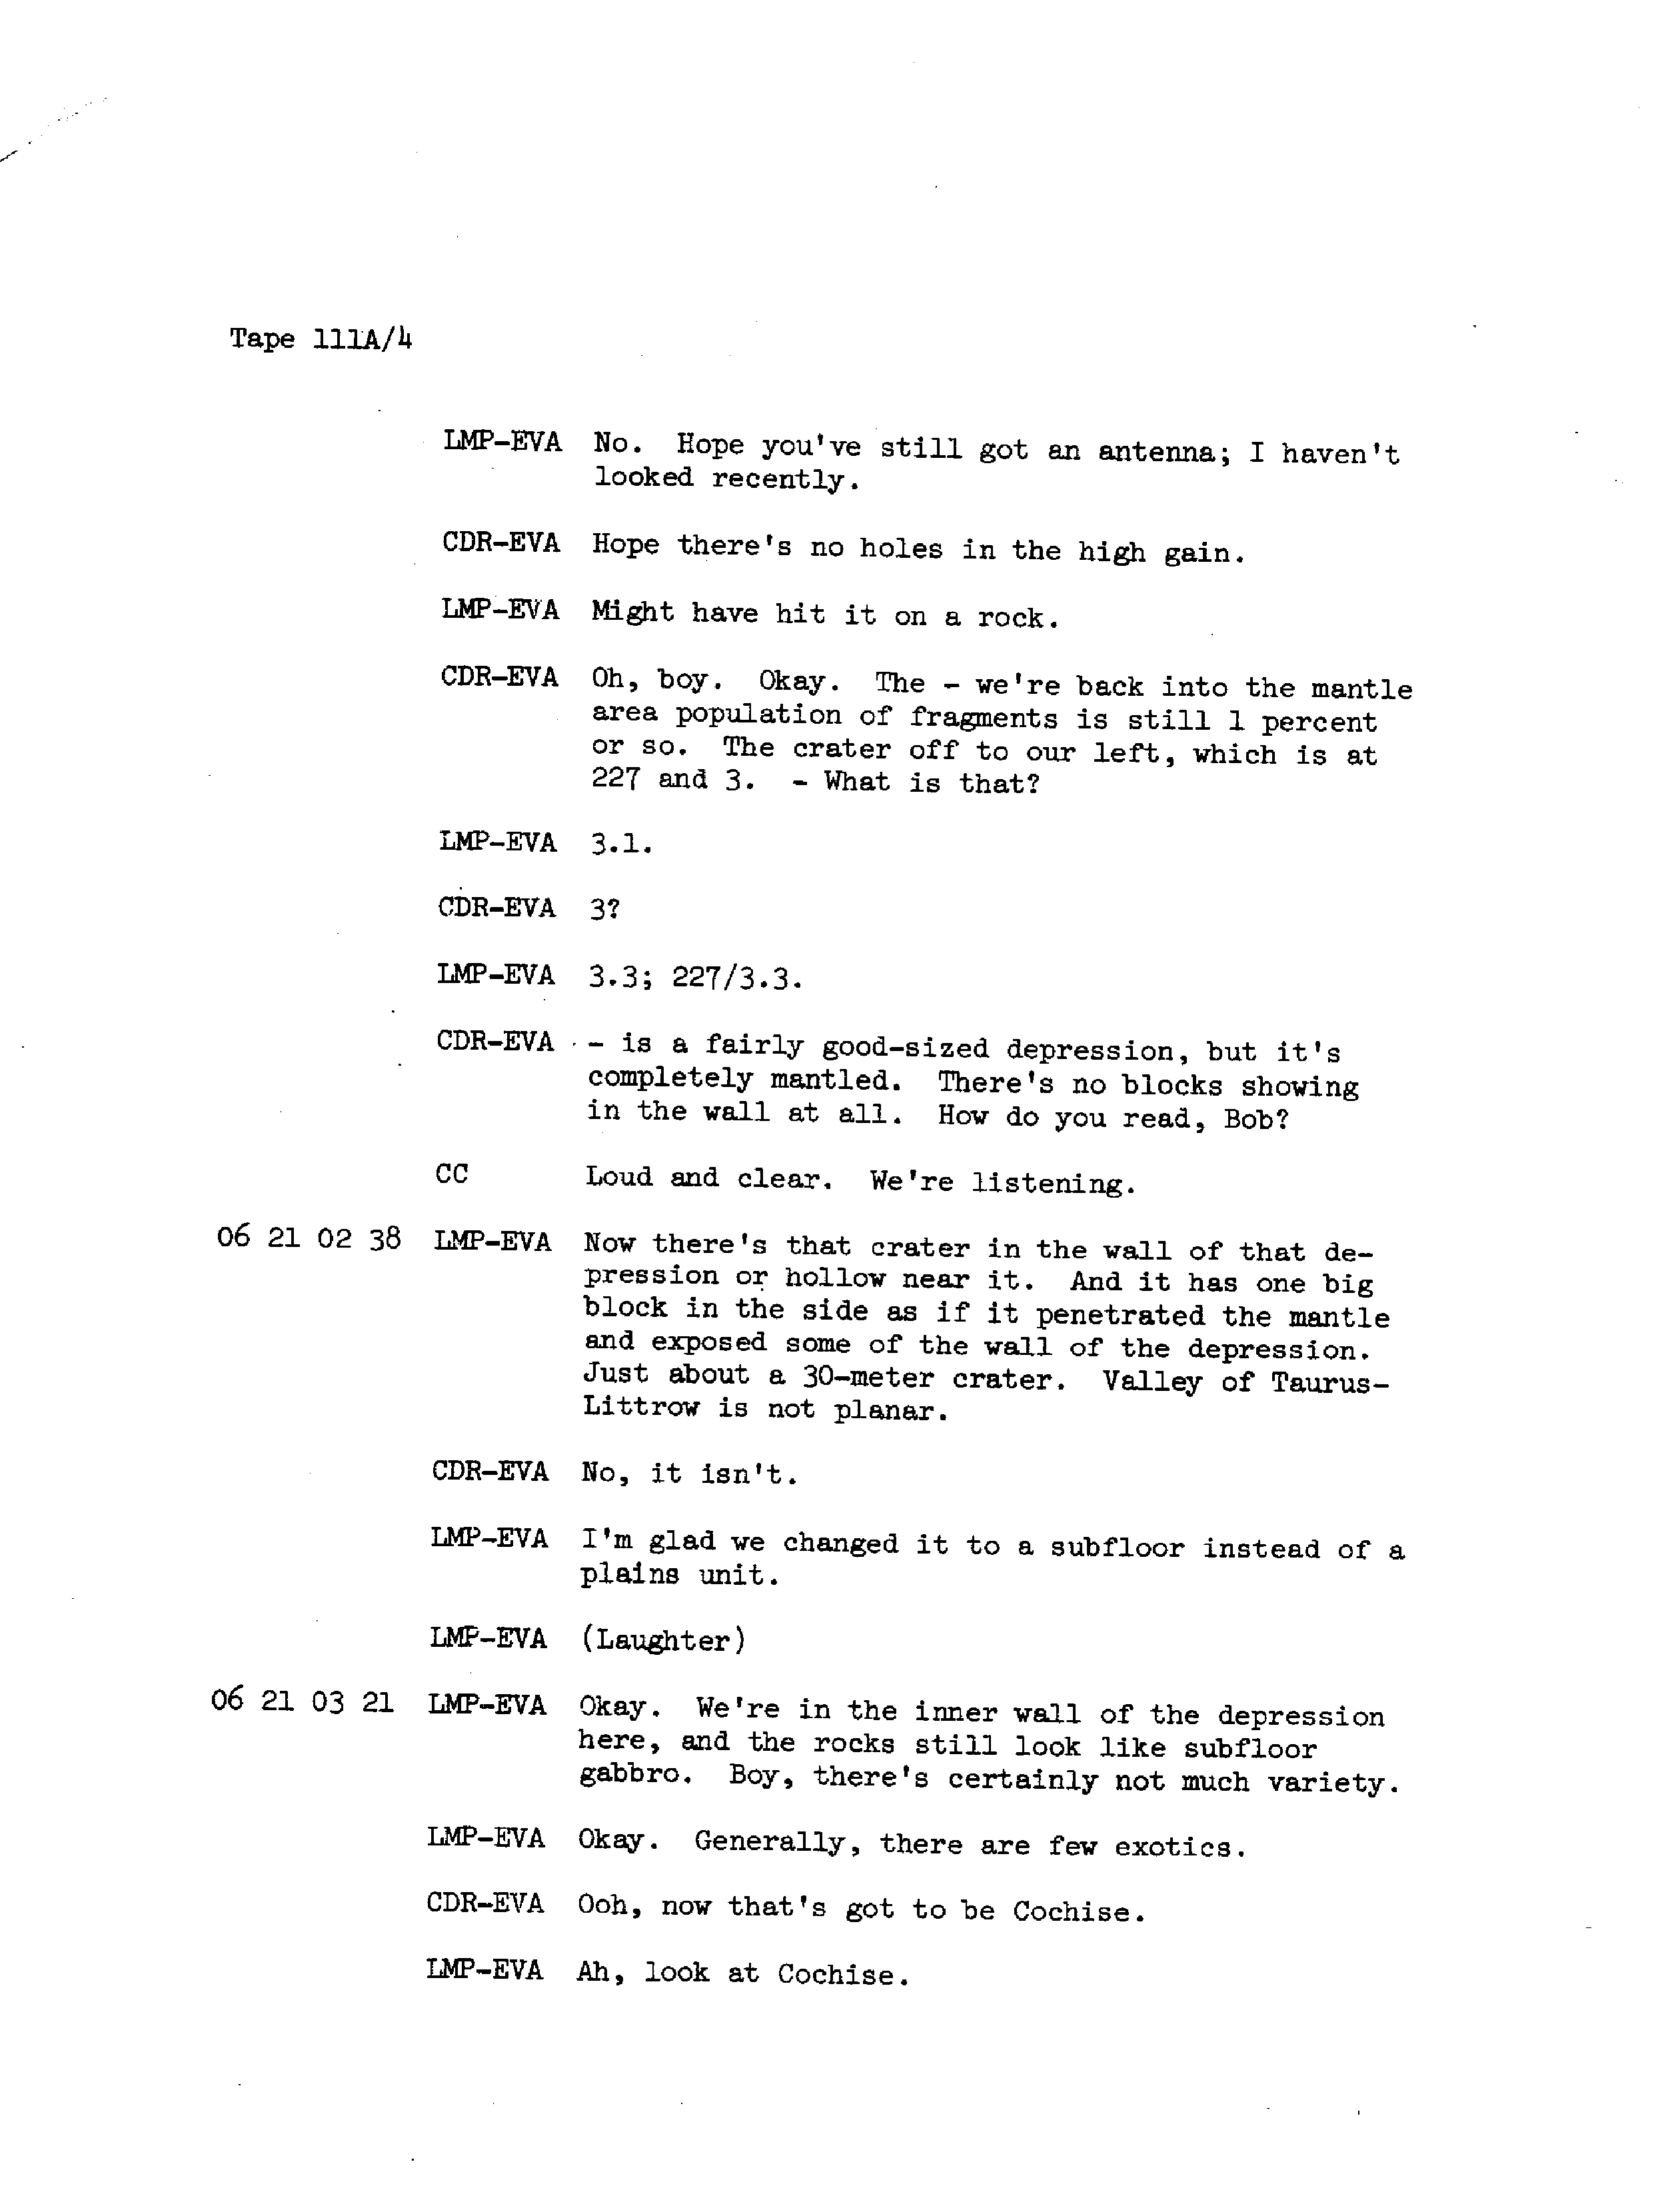 Tape 111A/4
LMP-EVA No. Hope you've still got an antenna; I haven't
looked recently.
CDR-EVA Hope there's no holes in the high gain.
LMP-EVA Might have hit it on a rock.
CDR-EVA Oh, boy. Okay. The - we're back into the mantle
area population of fragments is still 1 percent
or so. The crater off to our left, which is at
227 and 3. - What is that?
LMP-EVA 3.1.
CDR-EVA 3?
LMP-EVA 3.3; 227/3.3.
CDR-EVA - is a fairly good-sized depression, but it's
completely mantled. There's no blocks showing
in the wall at all. How do you read, Bob?
CC Loud and clear. We're listening.
06 21 02 38 LMP-EVA Now there's that crater in the wall of that de-
pression or hollow near it. And it has one big
block in the side as if it penetrated the mantle
and exposed some of the wall of the depression.
Just about a 30-meter crater. Valley of Taurus-
Littrow is not planar.
CDR-EVA No, it isn't.
LMP-EVA I'm glad we changed it to a subfloor instead of a
plains unit.
LMP-EVA (Laughter)
06 21 03 21 LMP-EVA Okay. We're in the inner wall of the depression
here, and the rocks still look like subfloor
gabbro. Boy, there's certainly not much variety.
LMP-EVA Okay. Generally, there are few exotics.
CDR-EVA Ooh, now that's got to be Cochise.
LMP-EVA Ah, look at Cochise.